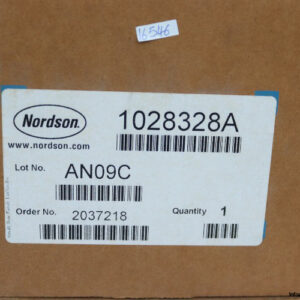 16546
Nordson
1028328A
www.nordson.com
Lot No. AN09C
Order No. 2037218 Quantity 1